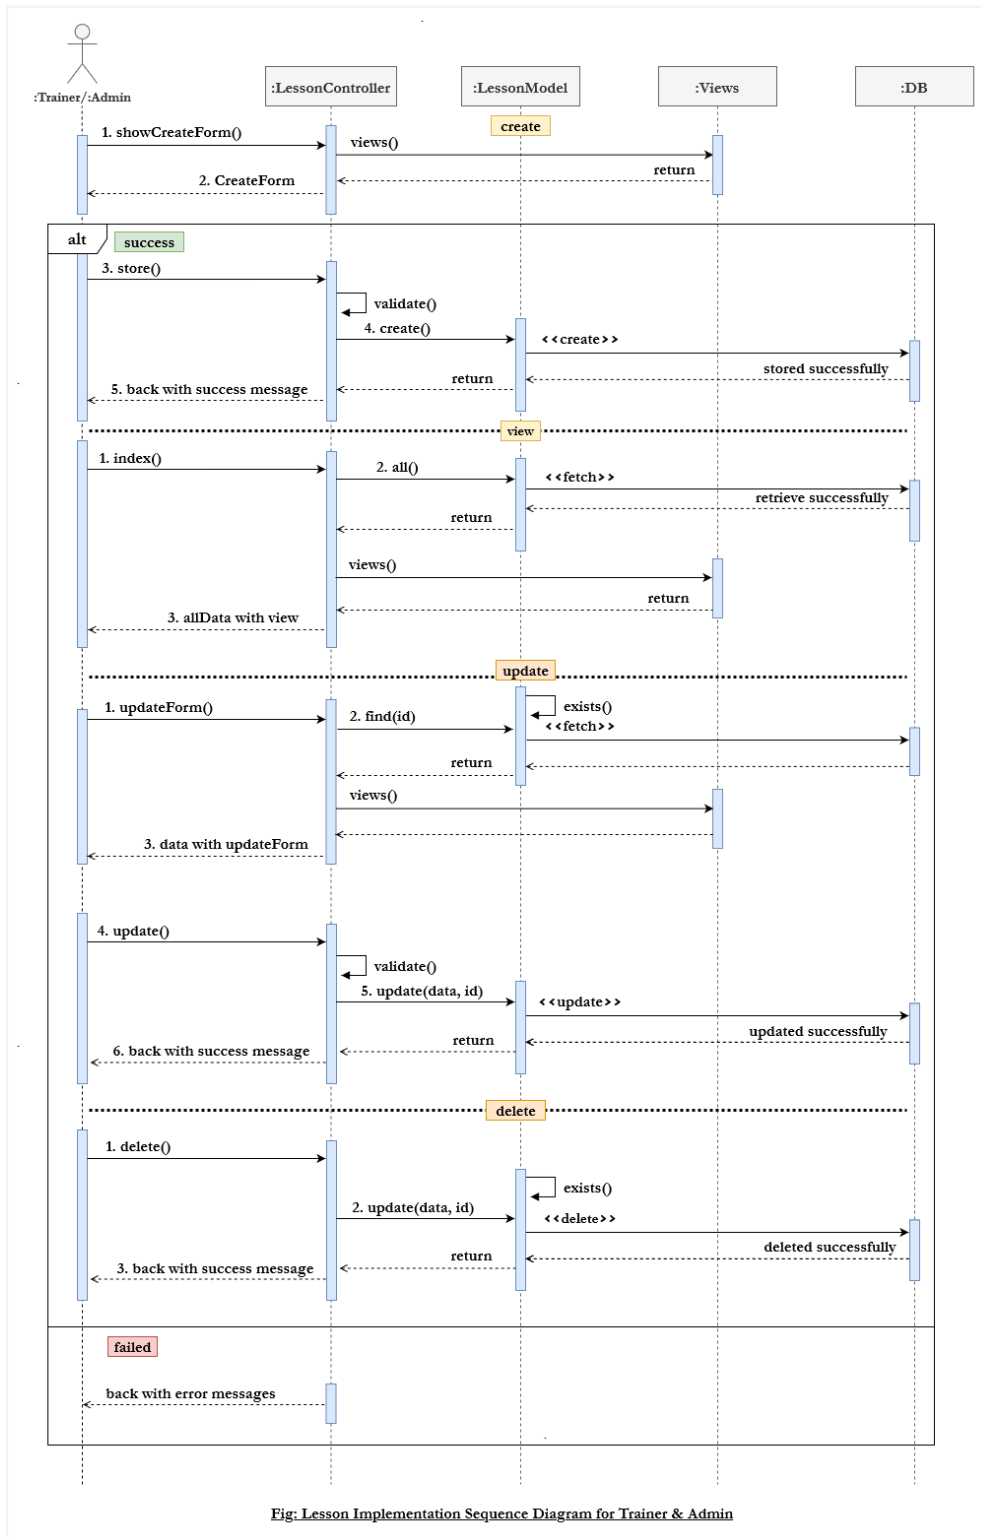 :Trainer/:Admin
:LessonController
:LessonModel
:Views
:DB
create
1. showCreateForm()
views()
return
2. CreateForm
alt
success
3. store()
validate()
4. create()
<<create>>
stored successfully
return
5. back with success message
view
1. index()
2. all()
<<fetch>>
retrieve successfully
return
views()
return
3. allData with view
update
1. updateForm()
exists()
2. find(id)
<<fetch>>
return
views()
3. data with updateForm
4. update()
validate()
5. update(data, id)
<<update>>
updated successfully
return
6. back with success message
delete
1. delete()
exists()
2. update(data, id)
<<delete>>
deleted successfully
return
3. back with success message
failed
back with error messages
Fig: Lesson Implementation Sequence Diagram for Trainer & Admin